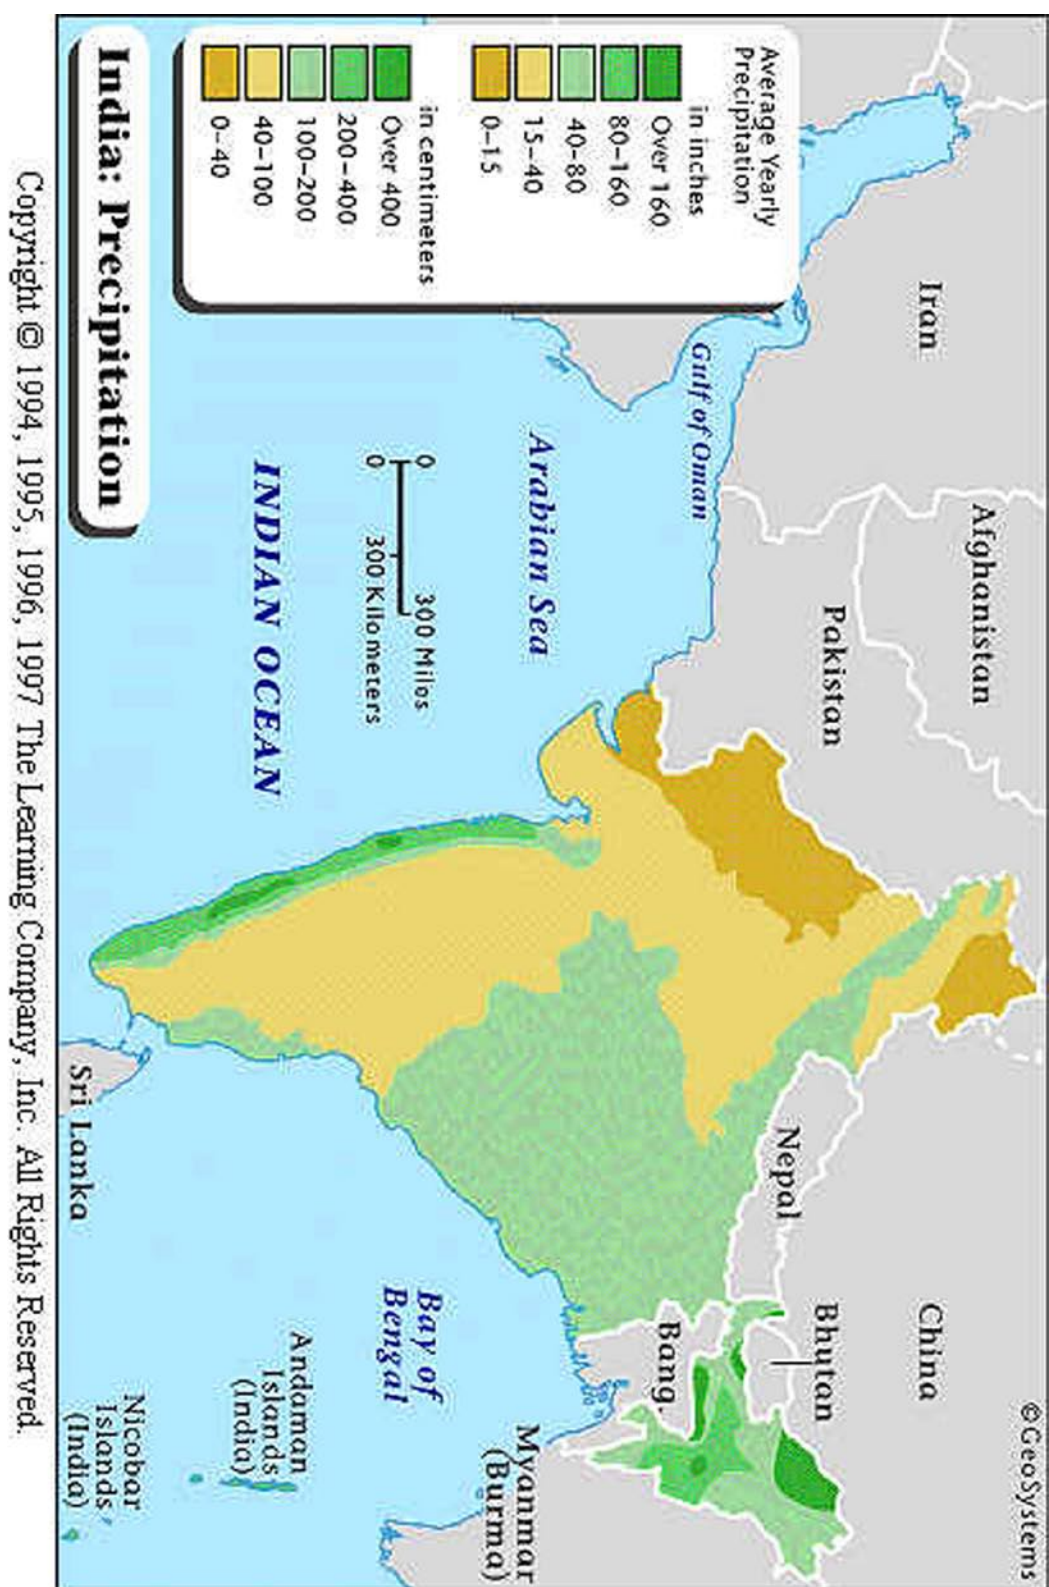 ©GeoSystems
Iran
Afghanistan
Pakistan
China
Nepal
Bhutan
Bang.
Myanmar
(Burma)
Gulf of Oman
Arabian Sea
0 300 Milos
0 300 Kilometers
INDIAN OCEAN
Bay of
Bengal
Andaman
Islands
(India)
Nicobar
Islands
(India)
Sri Lanka
Average Yearly
Precipitation
in inches
Over 160
80–160
40–80
15–40
0–15
in centimeters
Over 400
200–400
100–200
40–100
0–40
India: Precipitation
Copyright © 1994, 1995, 1996, 1997 The Learning Company, Inc. All Rights Reserved.